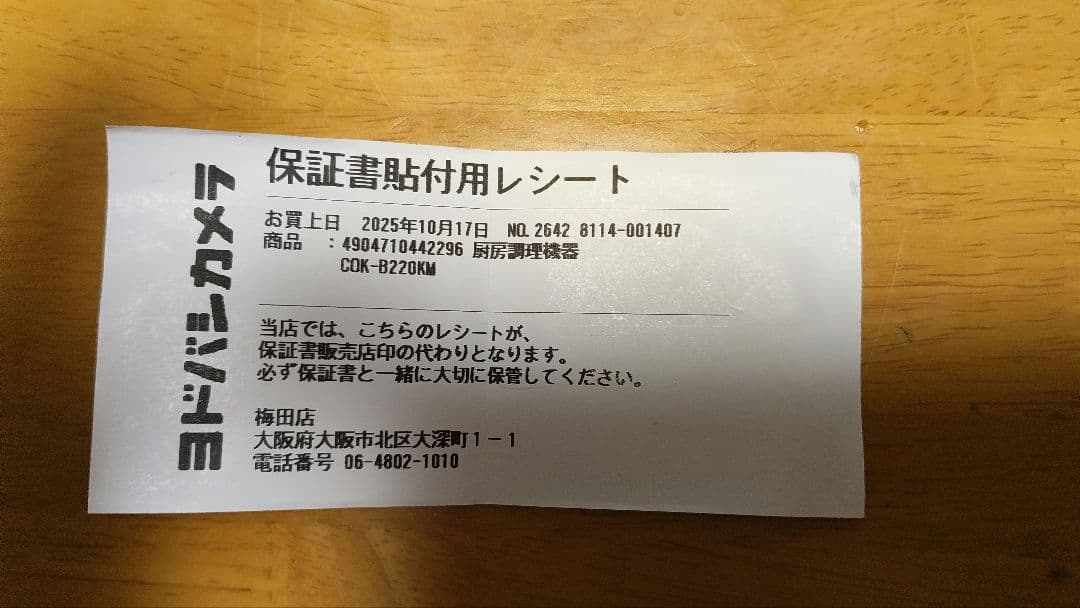 ヨドバシカメラ
保証書貼付用レシート
お買上日 2025年10月17日 NO.2642 8114-001407
商品 :4904710442296 厨房調理機器
COK-B220KM
当店では、こちらのレシートが、
保証書販売店印の代わりとなります。
必ず保証書と一緒に大切に保管してください。
梅田店
大阪府大阪市北区大深町1-1
電話番号 06-4802-1010